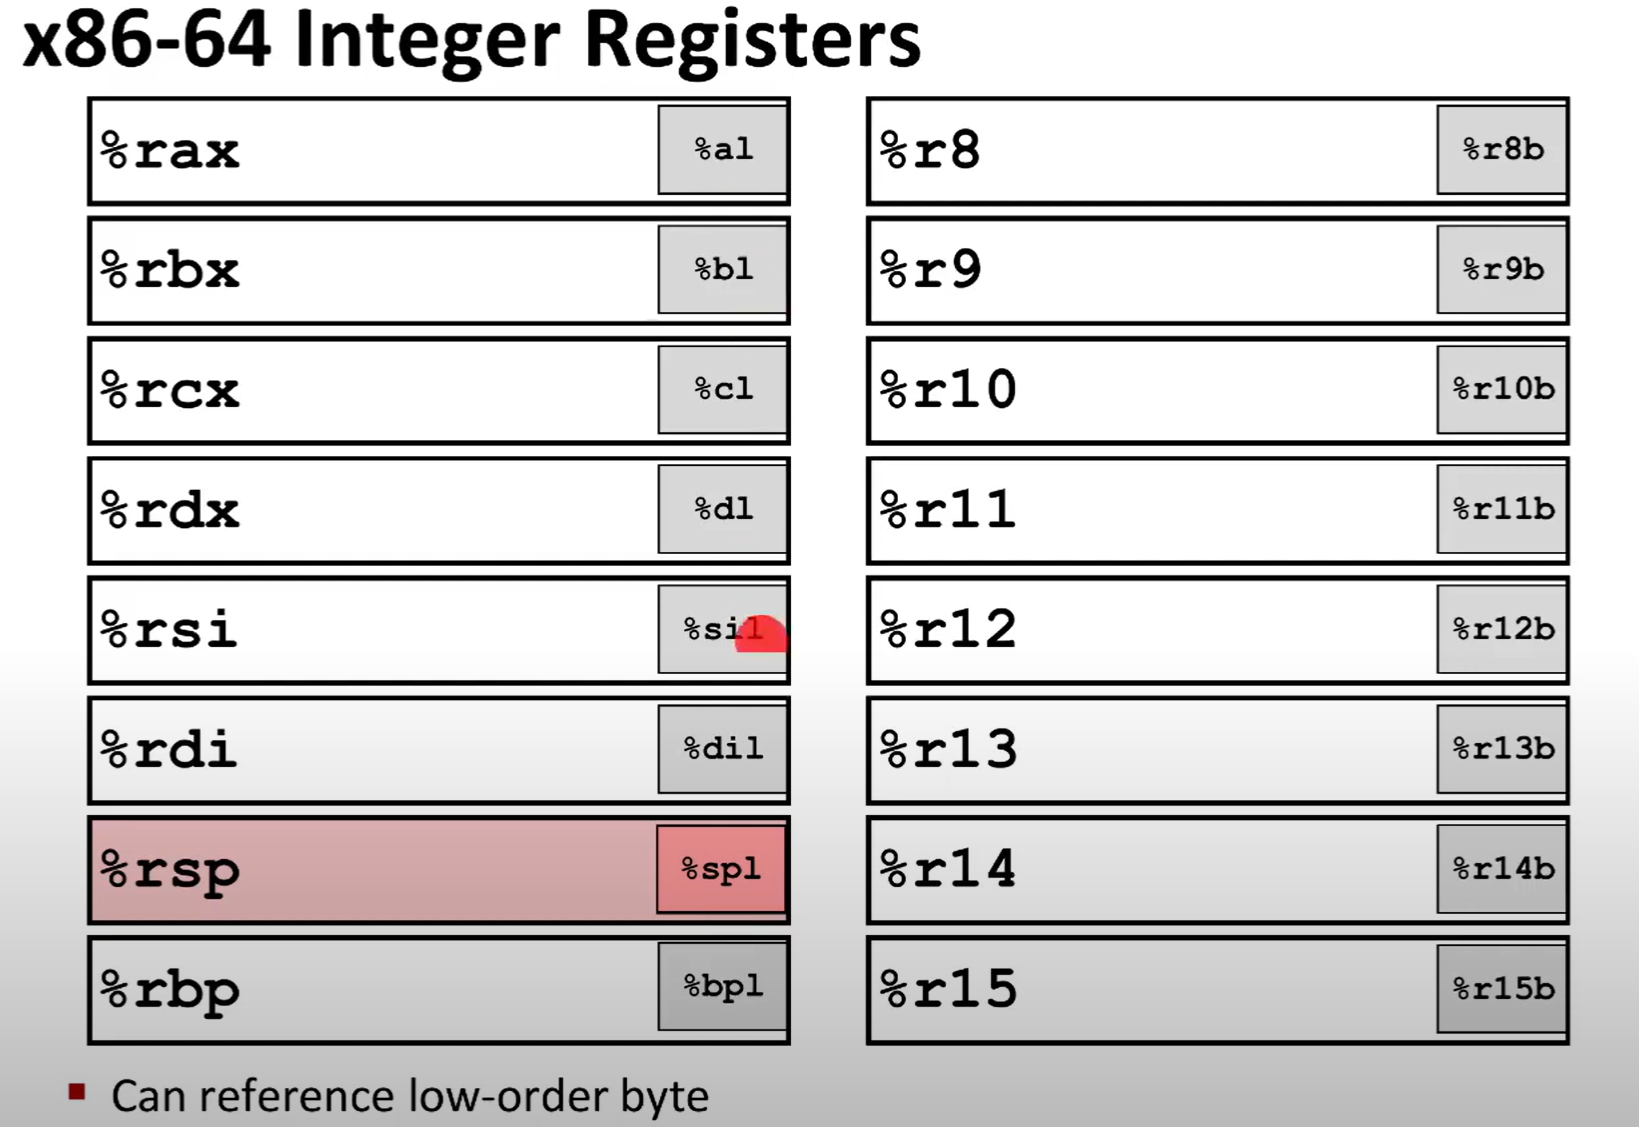 x86-64 Integer Registers
%rax %al
%rbx %bl
%rcx %cl
%rdx %dl
%rsi %sil
%rdi %dil
%rsp %spl
%rbp %bpl
%r8 %r8b
%r9 %r9b
%r10 %r10b
%r11 %r11b
%r12 %r12b
%r13 %r13b
%r14 %r14b
%r15 %r15b
Can reference low-order byte